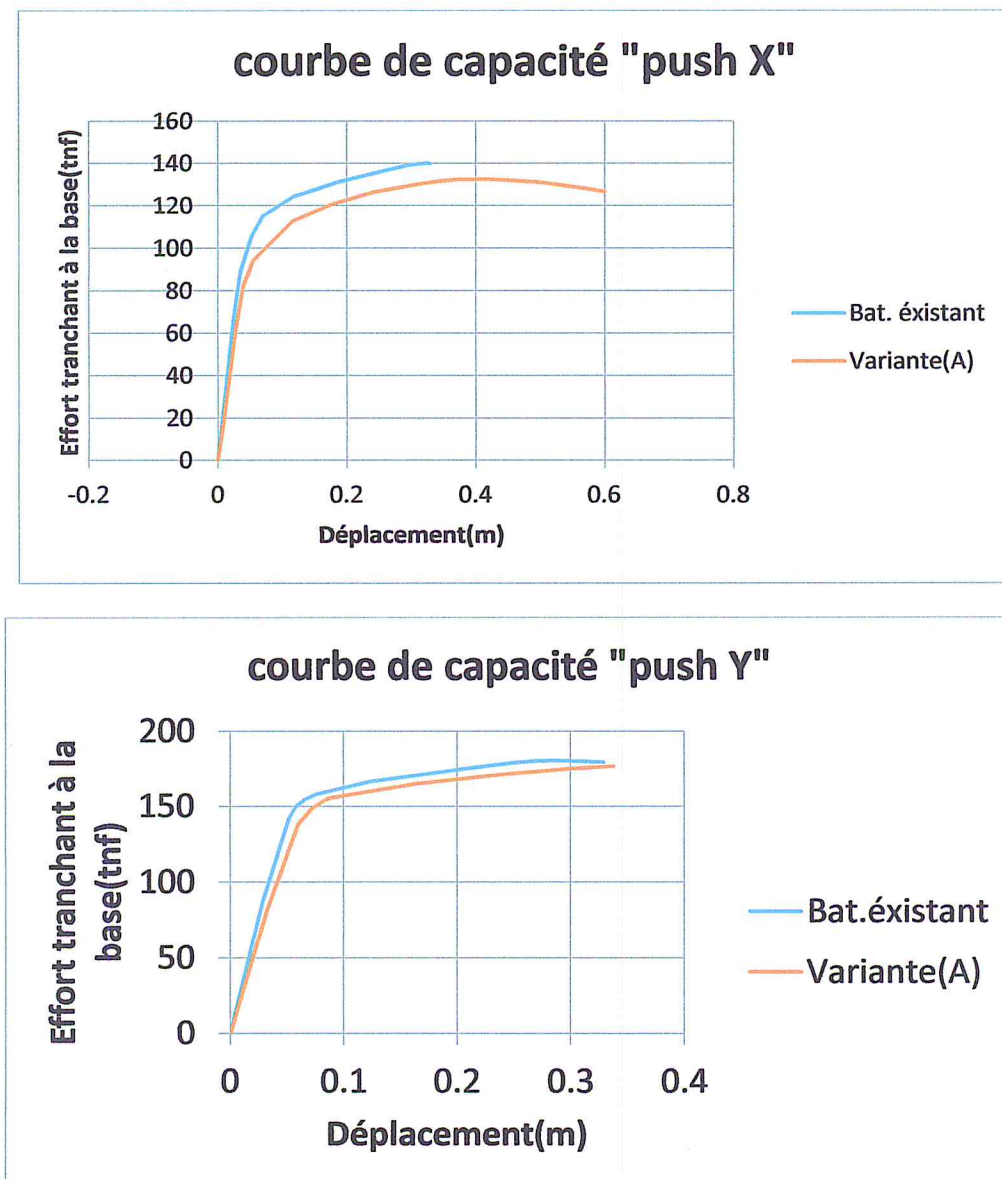 courbe de capacité "push X"
Effort tranchant à la base(tnf)
160
140
120
100
80
60
40
20
0
-0.2 0 0.2 0.4 0.6 0.8
Déplacement(m)
Bat. éxistant
Variante(A)
courbe de capacité "push Y"
Effort tranchant à la
base(tnf)
200
150
100
50
0
0 0.1 0.2 0.3 0.4
Déplacement(m)
Bat.éxistant
Variante(A)